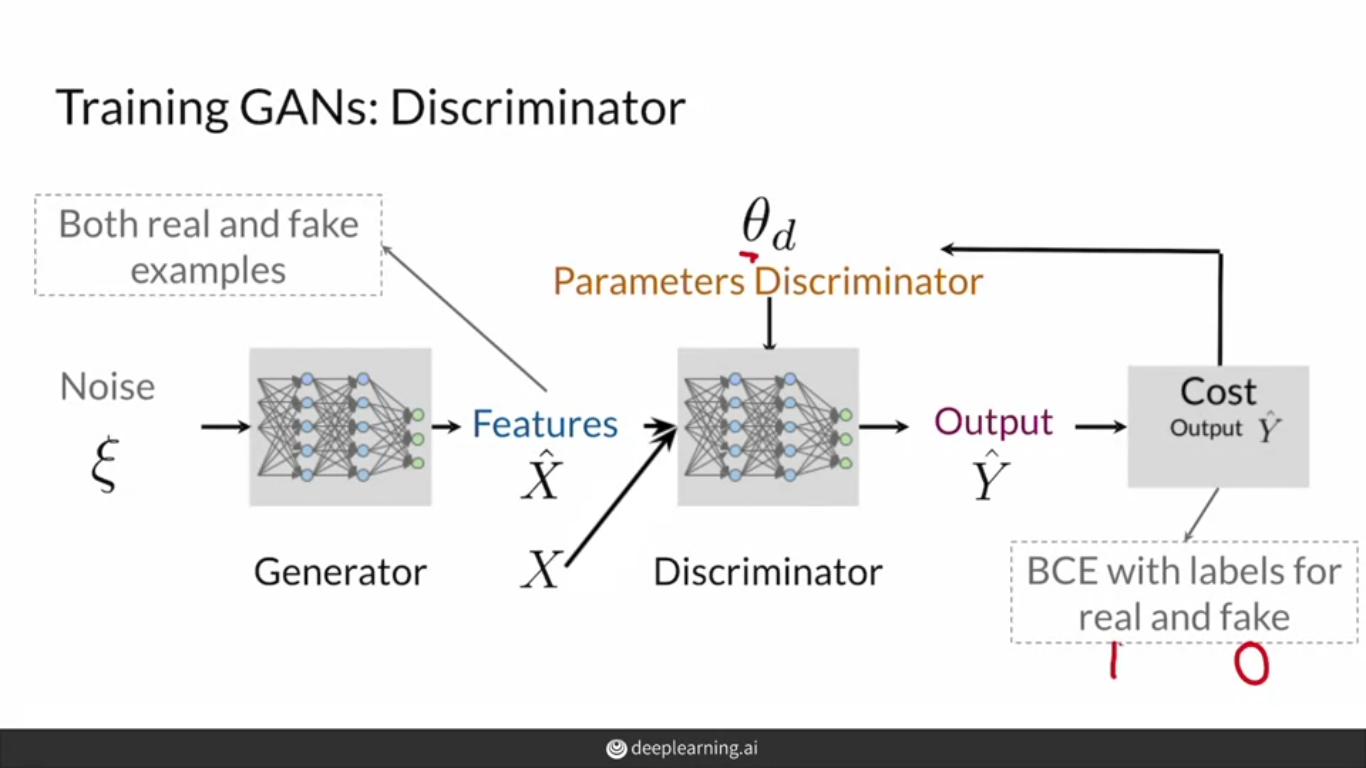 Training GANs: Discriminator
Both real and fake
examples
θ_d
Parameters Discriminator
Noise
ξ
Features
X̂
X
Output
Ŷ
Cost
Output Ŷ
Generator
Discriminator
BCE with labels for
real and fake
1 0
deeplearning.ai